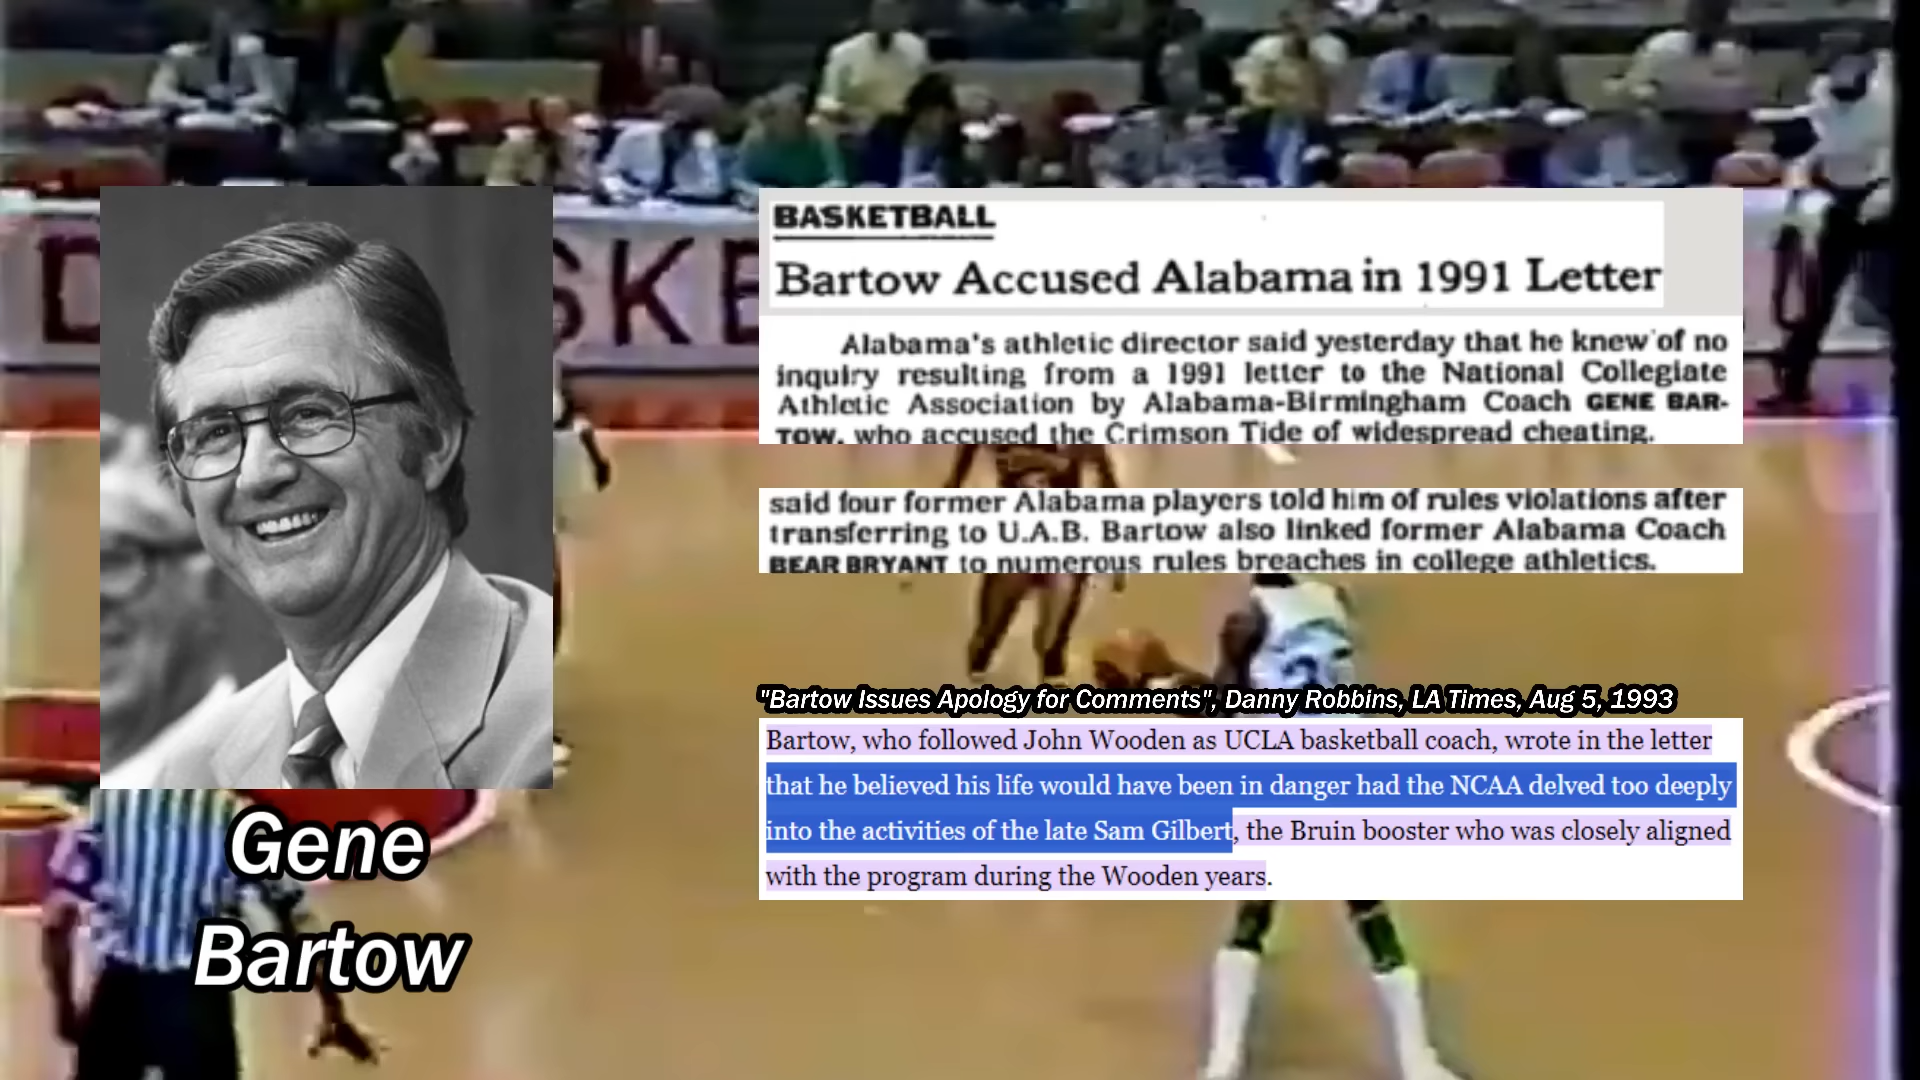 BASKETBALL
Bartow Accused Alabama in 1991 Letter
Alabama's athletic director said yesterday that he knew of no
inquiry resulting from a 1991 letter to the National Collegiate
Athletic Association by Alabama-Birmingham Coach GENE BAR-
TOW, who accused the Crimson Tide of widespread cheating.
said four former Alabama players told him of rules violations after
transferring to U.A.B. Bartow also linked former Alabama Coach
BEAR BRYANT to numerous rules breaches in college athletics.
"Bartow Issues Apology for Comments", Danny Robbins, LA Times, Aug 5, 1993
Bartow, who followed John Wooden as UCLA basketball coach, wrote in the letter
that he believed his life would have been in danger had the NCAA delved too deeply
into the activities of the late Sam Gilbert, the Bruin booster who was closely aligned
with the program during the Wooden years.
Gene
Bartow